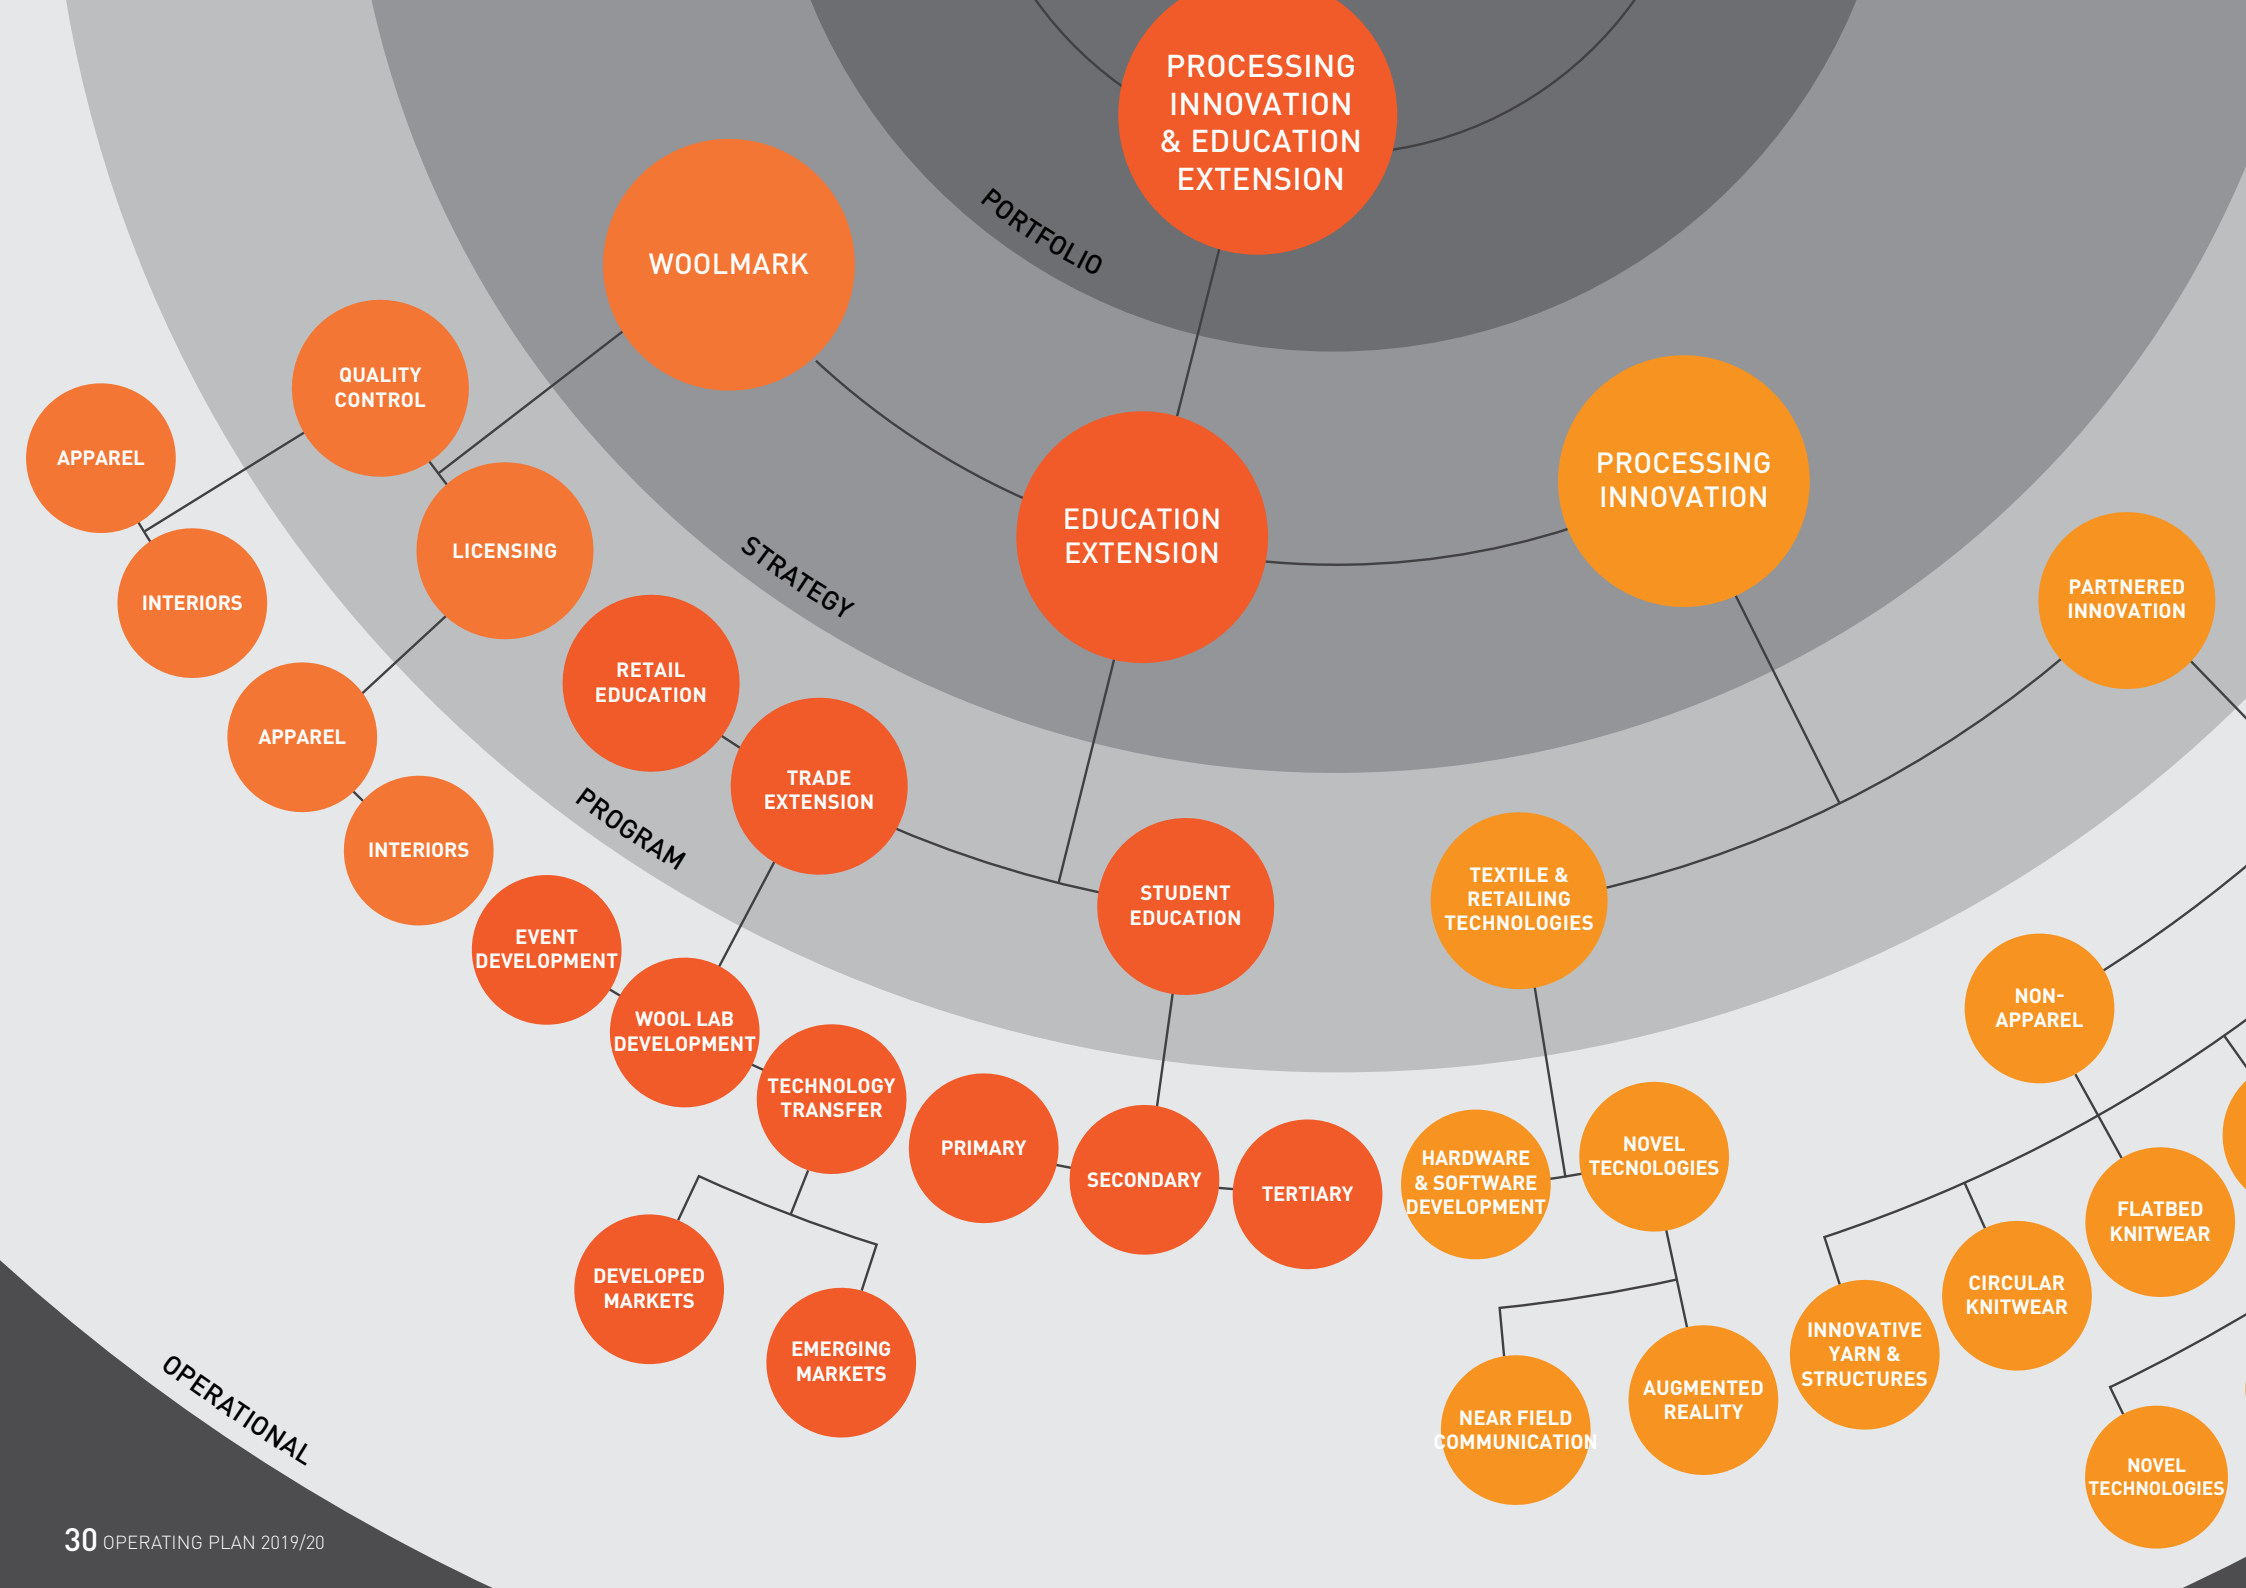 PROCESSING
INNOVATION
& EDUCATION
EXTENSION
PORTFOLIO
WOOLMARK
EDUCATION
EXTENSION
PROCESSING
INNOVATION
STRATEGY
QUALITY
CONTROL
LICENSING
RETAIL
EDUCATION
TRADE
EXTENSION
STUDENT
EDUCATION
TEXTILE &
RETAILING
TECHNOLOGIES
PARTNERED
INNOVATION
PROGRAM
APPAREL
INTERIORS
APPAREL
INTERIORS
EVENT
DEVELOPMENT
WOOL LAB
DEVELOPMENT
TECHNOLOGY
TRANSFER
DEVELOPED
MARKETS
EMERGING
MARKETS
PRIMARY
SECONDARY
TERTIARY
HARDWARE
& SOFTWARE
DEVELOPMENT
NOVEL
TECNOLOGIES
NEAR FIELD
COMMUNICATION
AUGMENTED
REALITY
NON-
APPAREL
FLATBED
KNITWEAR
CIRCULAR
KNITWEAR
INNOVATIVE
YARN &
STRUCTURES
NOVEL
TECHNOLOGIES
OPERATIONAL
30 OPERATING PLAN 2019/20